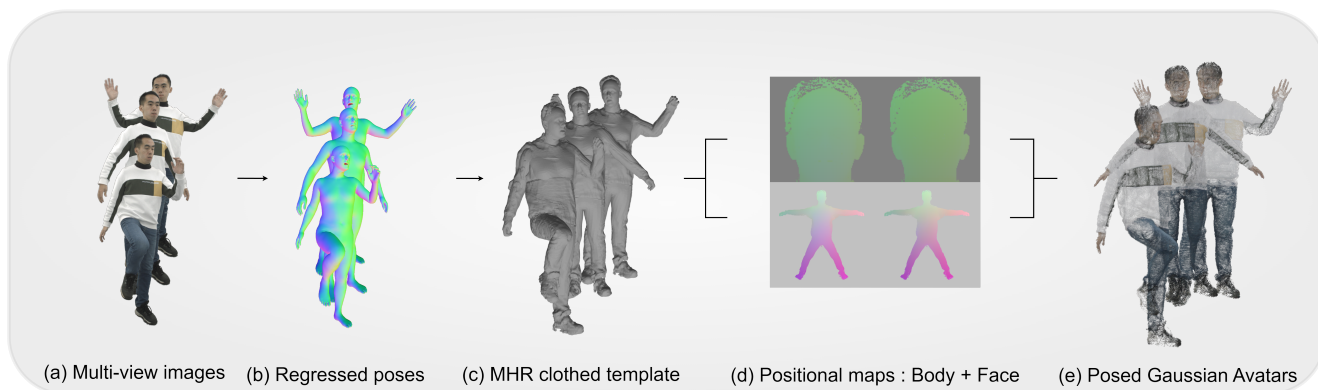 (a) Multi-view images
(b) Regressed poses
(c) MHR clothed template
(d) Positional maps : Body + Face
(e) Posed Gaussian Avatars